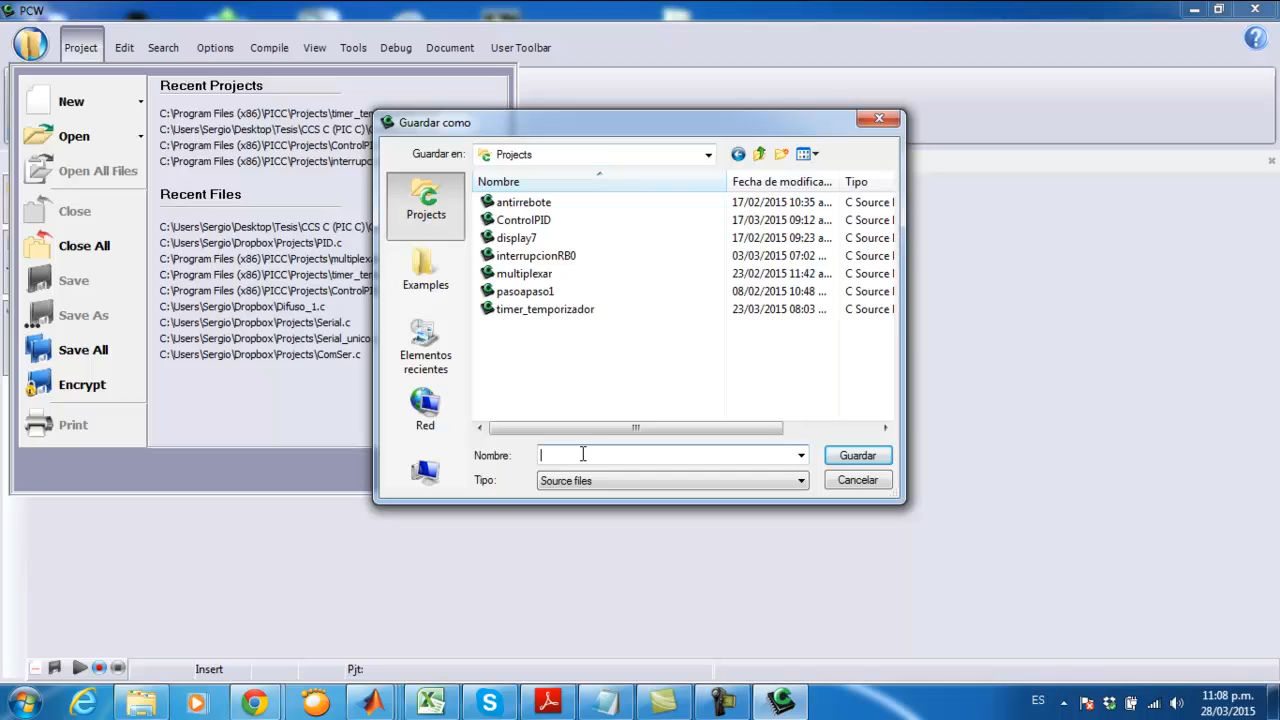 PCW
Project Edit Search Options Compile View Tools Debug Document User Toolbar
New
Open
Open All Files
Close
Close All
Save
Save As
Save All
Encrypt
Print
Recent Projects
C:\Program Files (x86)\PICC\Projects\timer_te
C:\Users\Sergio\Desktop\Tesis\CCS C (PIC C)\C
C:\Program Files (x86)\PICC\Projects\ControlPI
C:\Program Files (x86)\PICC\Projects\interrupc
Recent Files
C:\Users\Sergio\Desktop\Tesis\CCS C (PIC C)\C
C:\Users\Sergio\Dropbox\Projects\PID.c
C:\Program Files (x86)\PICC\Projects\multiplexa
C:\Program Files (x86)\PICC\Projects\timer_tem
C:\Program Files (x86)\PICC\Projects\ControlPI
C:\Users\Sergio\Dropbox\Difuso_1.c
C:\Users\Sergio\Dropbox\Projects\Serial.c
C:\Users\Sergio\Dropbox\Projects\Serial_unico
C:\Users\Sergio\Dropbox\Projects\ComSer.c
Guardar como
Guardar en: Projects
Projects
Examples
Elementos
recientes
Red
Nombre Fecha de modifica... Tipo
antirrebote 17/02/2015 10:35 a... C Source
ControlPID 17/03/2015 09:12 a... C Source
display7 17/02/2015 09:23 a... C Source
interrupcionRB0 03/03/2015 07:02 ... C Source
multiplexar 23/02/2015 11:42 a... C Source
pasoapaso1 08/02/2015 10:48 ... C Source
timer_temporizador 23/03/2015 08:03 ... C Source
Nombre: Guardar
Tipo: Source files Cancelar
Insert Pjt:
ES 11:08 p.m.
28/03/2015